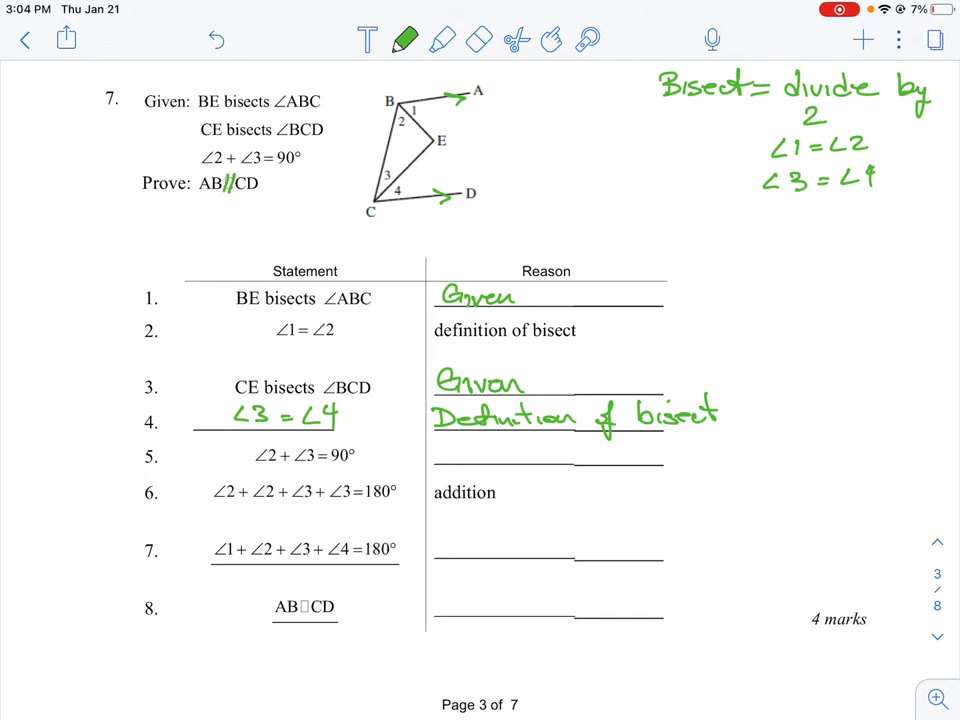 3:04 PM Thu Jan 21
7%
Bisect = divide by
2
∠1 = ∠2
∠3 = ∠4
7. Given: BE bisects ∠ABC
CE bisects ∠BCD
∠2 + ∠3 = 90°
Prove: AB//CD
A
B
1
2
E
3
4
D
C
Statement Reason
1. BE bisects ∠ABC Given
2. ∠1 = ∠2 definition of bisect
3. CE bisects ∠BCD Given
4. ∠3 = ∠4 Definition of bisect
5. ∠2 + ∠3 = 90°
6. ∠2 + ∠2 + ∠3 + ∠3 = 180° addition
7. ∠1 + ∠2 + ∠3 + ∠4 = 180°
8. AB□CD
4 marks
3
/
8
Page 3 of 7